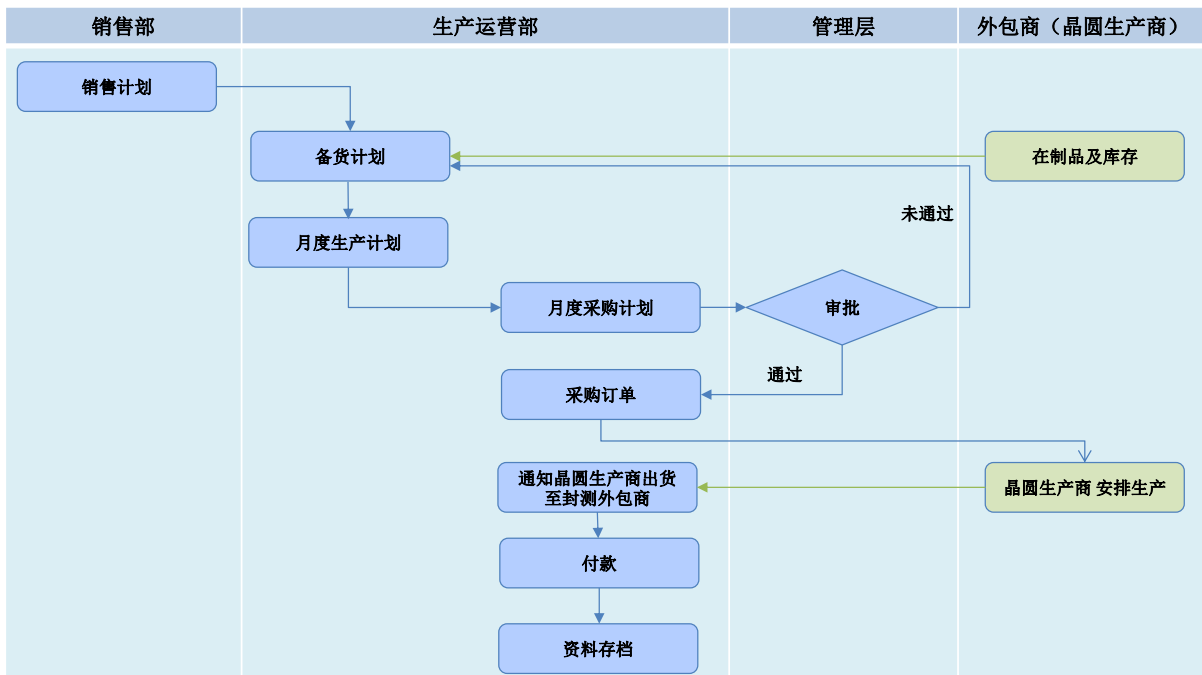 销售部
生产运营部
管理层
外包商（晶圆生产商）
销售计划
备货计划
在制品及库存
未通过
月度生产计划
月度采购计划
审批
通过
采购订单
通知晶圆生产商出货
至封测外包商
晶圆生产商 安排生产
付款
资料存档